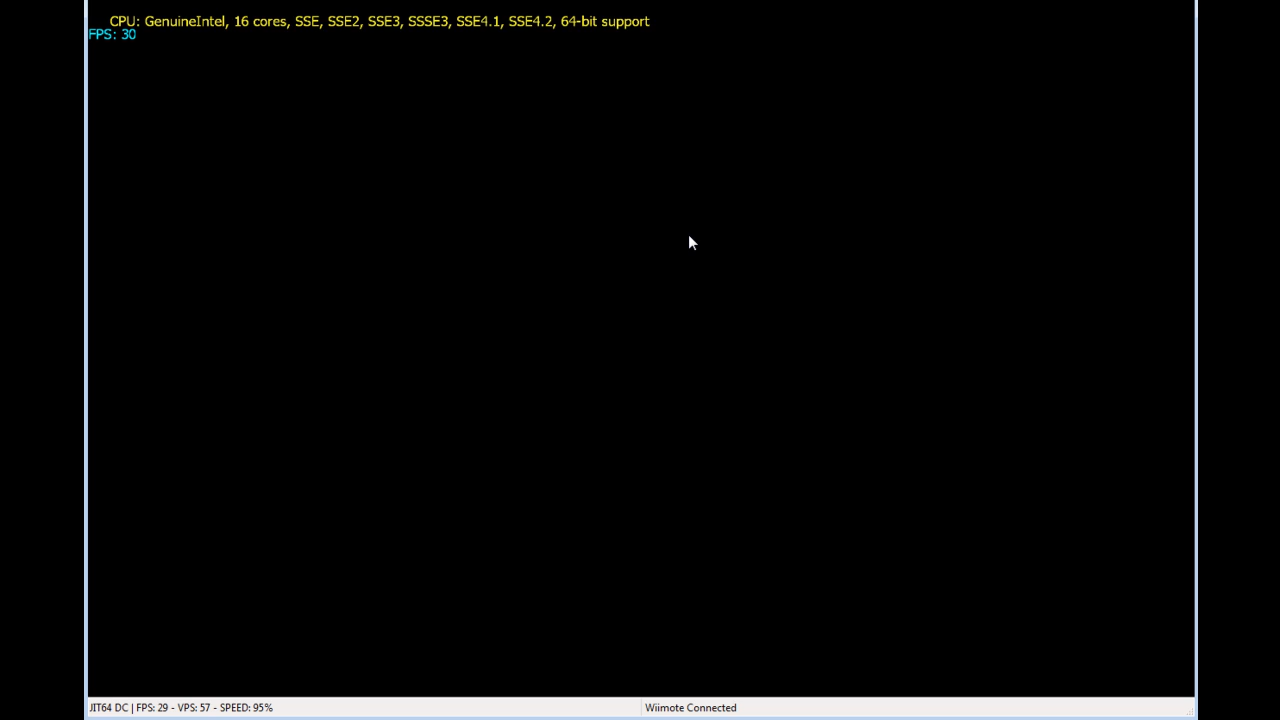 CPU: GenuineIntel, 16 cores, SSE, SSE2, SSE3, SSSE3, SSE4.1, SSE4.2, 64-bit support
FPS: 30
JIT64 DC | FPS: 29 - VPS: 57 - SPEED: 95%
Wiimote Connected